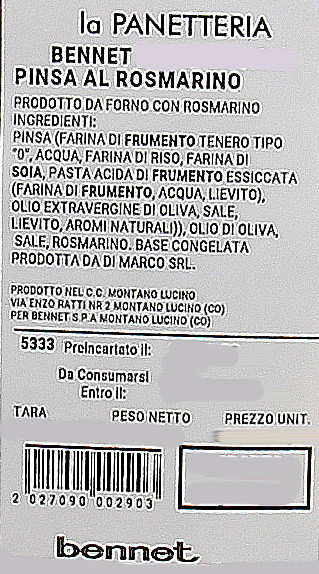 la PANETTERIA
BENNET
PINSA AL ROSMARINO
PRODOTTO DA FORNO CON ROSMARINO
INGREDIENTI:
PINSA (FARINA DI FRUMENTO TENERO TIPO
"0", ACQUA, FARINA DI RISO, FARINA DI
SOIA, PASTA ACIDA DI FRUMENTO ESSICCATA
(FARINA DI FRUMENTO, ACQUA, LIEVITO),
OLIO EXTRAVERGINE DI OLIVA, SALE,
LIEVITO, AROMI NATURALI)), OLIO DI OLIVA,
SALE, ROSMARINO. BASE CONGELATA
PRODOTTA DA DI MARCO SRL.
PRODOTTO NEL C.C. MONTANO LUCINO
VIA ENZO RATTI NR 2 MONTANO LUCINO (CO)
PER BENNET S.P.A MONTANO LUCINO (CO)
5333 Preincartato il:
Da Consumarsi
Entro il:
TARA PESO NETTO PREZZO UNIT.
2 027090 002903
bennet